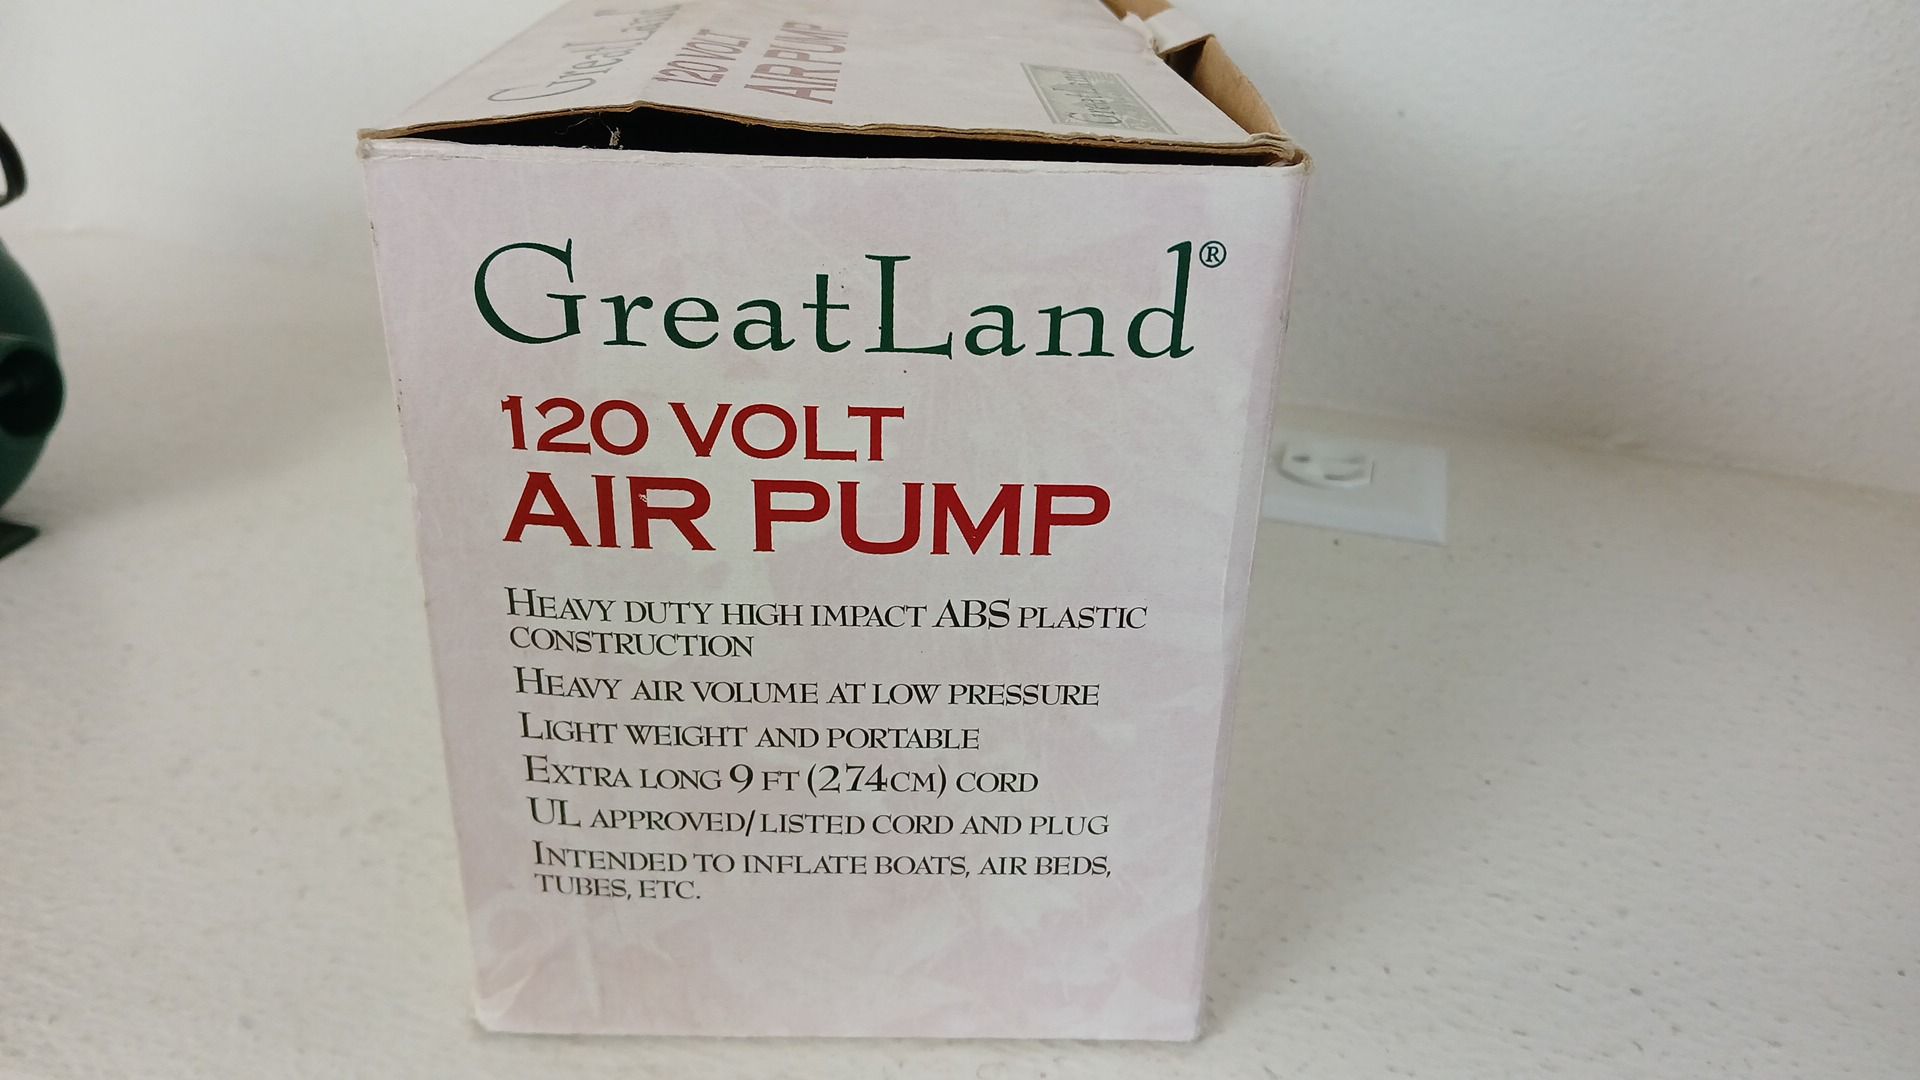 GreatLand
120 VOLT
AIR PUMP
GreatLand
GreatLand®
120 VOLT
AIR PUMP
HEAVY DUTY HIGH IMPACT ABS PLASTIC
CONSTRUCTION
HEAVY AIR VOLUME AT LOW PRESSURE
LIGHT WEIGHT AND PORTABLE
EXTRA LONG 9 FT (274CM) CORD
UL APPROVED/LISTED CORD AND PLUG
INTENDED TO INFLATE BOATS, AIR BEDS,
TUBES, ETC.